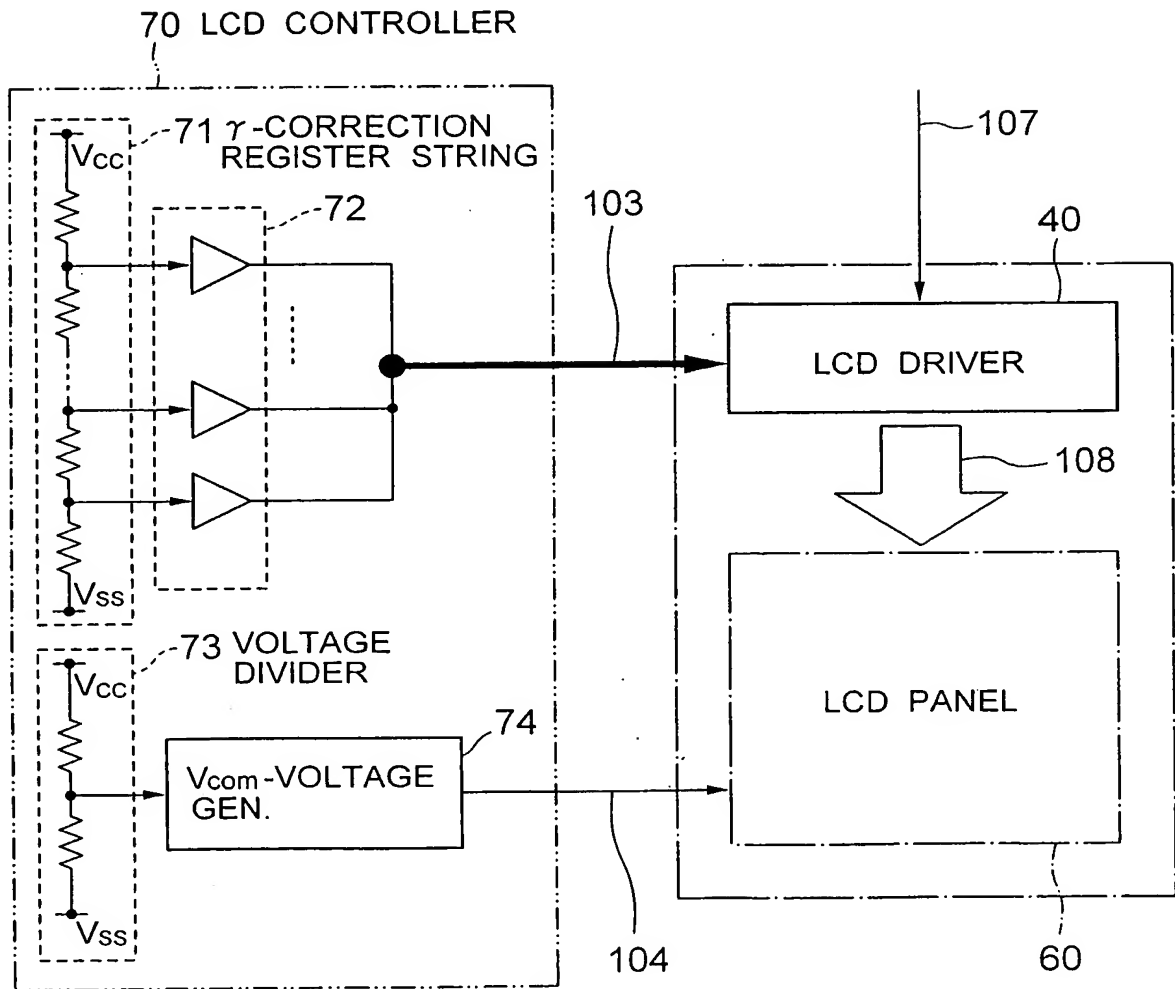 70 LCD CONTROLLER
71 γ-CORRECTION
REGISTER STRING
VCC
72
VSS
103
107
40
LCD DRIVER
108
73 VOLTAGE
DIVIDER
VCC
VSS
74
Vcom-VOLTAGE
GEN.
104
LCD PANEL
60